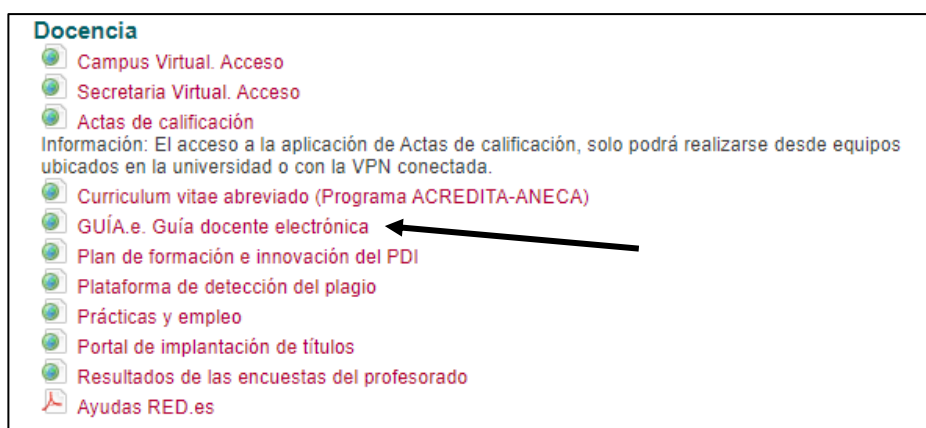 Docencia
Campus Virtual. Acceso
Secretaria Virtual. Acceso
Actas de calificación
Información: El acceso a la aplicación de Actas de calificación, solo podrá realizarse desde equipos
ubicados en la universidad o con la VPN conectada.
Curriculum vitae abreviado (Programa ACREDITA-ANECA)
GUÍA.e. Guía docente electrónica
Plan de formación e innovación del PDI
Plataforma de detección del plagio
Prácticas y empleo
Portal de implantación de títulos
Resultados de las encuestas del profesorado
Ayudas RED.es